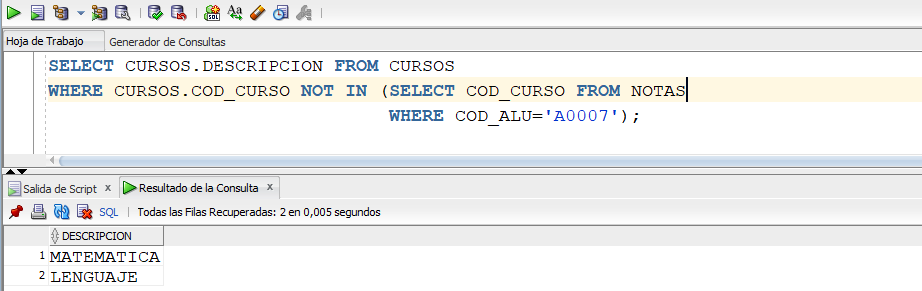 SQL
Aa
Hoja de Trabajo Generador de Consultas
SELECT CURSOS.DESCRIPCION FROM CURSOS
WHERE CURSOS.COD_CURSO NOT IN (SELECT COD_CURSO FROM NOTAS
WHERE COD_ALU='A0007');
Salida de Script x Resultado de la Consulta x
SQL | Todas las Filas Recuperadas: 2 en 0,005 segundos
DESCRIPCION
1 MATEMATICA
2 LENGUAJE